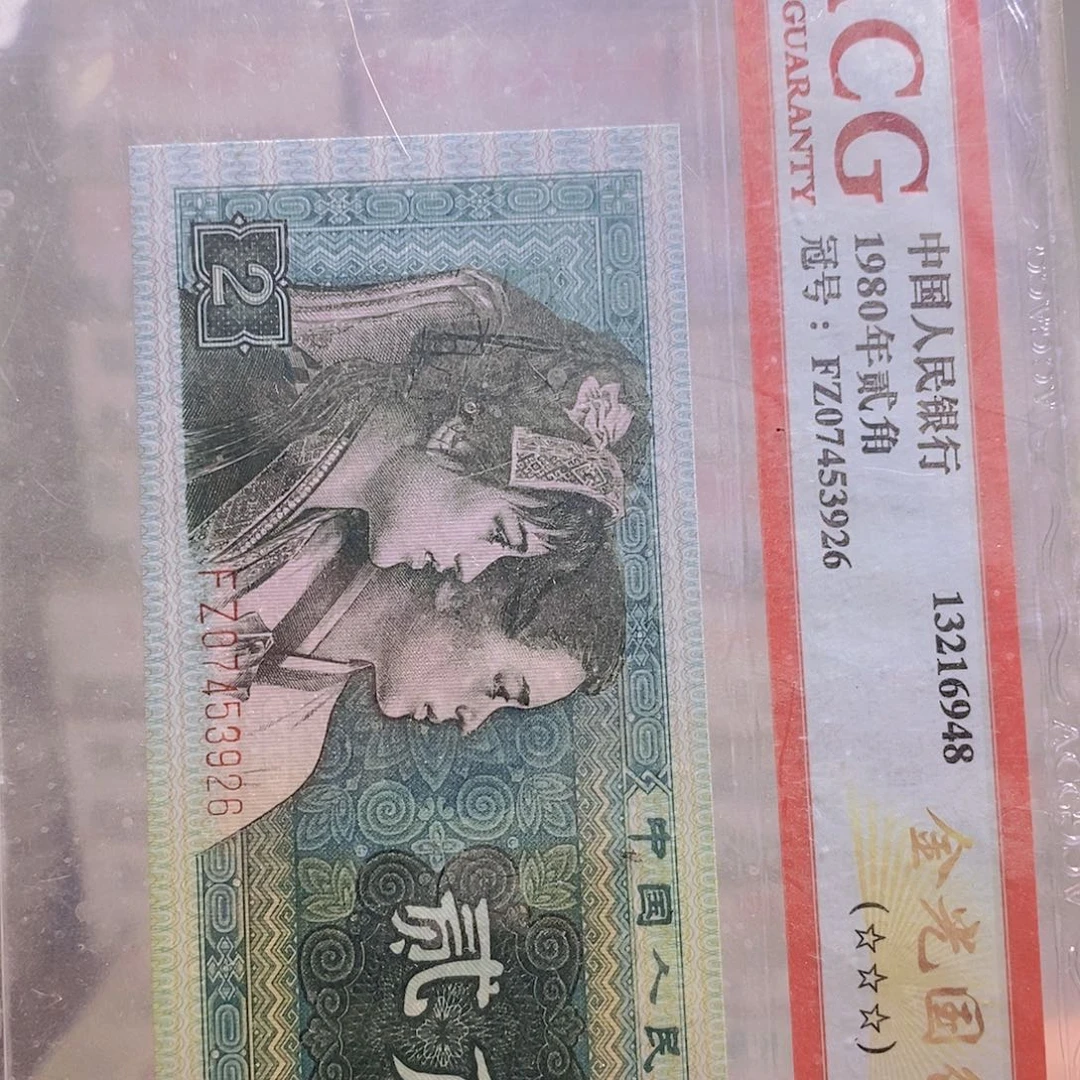 ACG
GUARANTY
中国人民银行
1980年贰角
冠号：FZ07453926
13216948
金光国
(☆☆☆)
2
FZ07453926
中国人民
贰